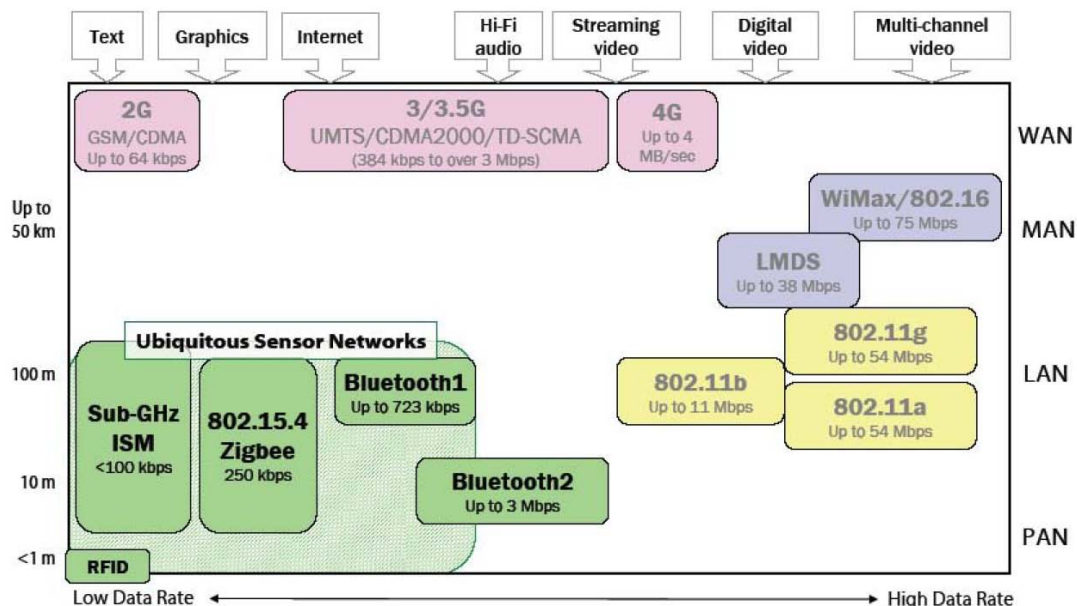 Text
Graphics
Internet
Hi-Fi
audio
Streaming
video
Digital
video
Multi-channel
video
2G
GSM/CDMA
Up to 64 kbps
3/3.5G
UMTS/CDMA2000/TD-SCMA
(384 kbps to over 3 Mbps)
4G
Up to 4
MB/sec
WAN
WiMax/802.16
Up to 75 Mbps
Up to
50 km
MAN
LMDS
Up to 38 Mbps
Ubiquitous Sensor Networks
802.11g
Up to 54 Mbps
100 m
Bluetooth1
Up to 723 kbps
802.11b
Up to 11 Mbps
LAN
Sub-GHz
ISM
<100 kbps
802.15.4
Zigbee
250 kbps
802.11a
Up to 54 Mbps
10 m
Bluetooth2
Up to 3 Mbps
PAN
<1 m
RFID
Low Data Rate
High Data Rate